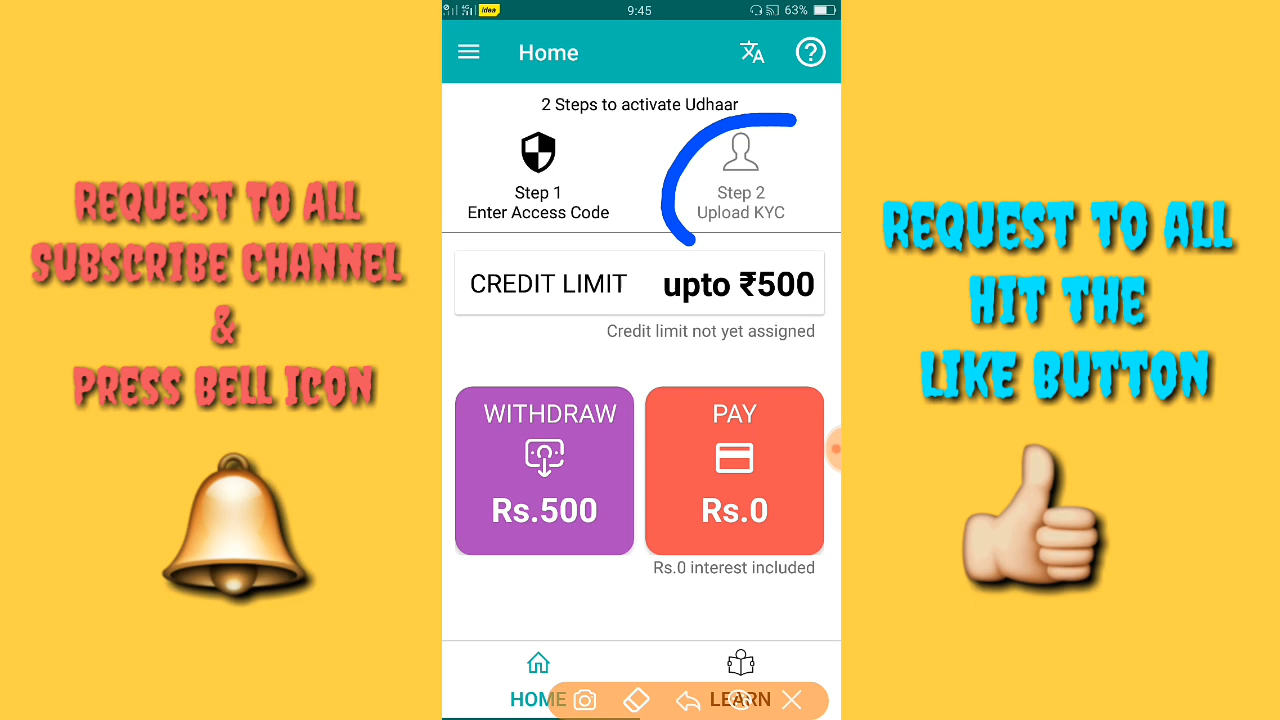 idea
9:45
63%
Home
2 Steps to activate Udhaar
Step 1
Enter Access Code
Step 2
Upload KYC
CREDIT LIMIT upto ₹500
Credit limit not yet assigned
WITHDRAW
Rs.500
PAY
Rs.0
Rs.0 interest included
HOME
LEARN
REQUEST TO ALL
SUBSCRIBE CHANNEL
&
PRESS BELL ICON
REQUEST TO ALL
HIT THE
LIKE BUTTON